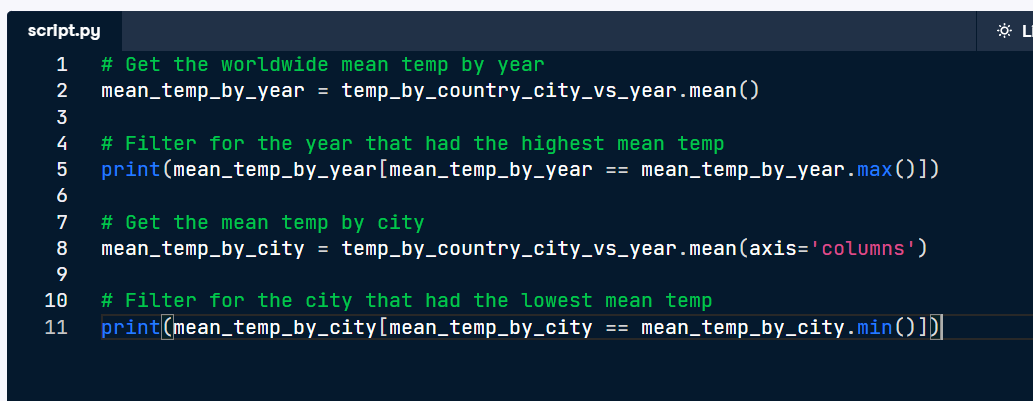 script.py
1 # Get the worldwide mean temp by year
2 mean_temp_by_year = temp_by_country_city_vs_year.mean()
3
4 # Filter for the year that had the highest mean temp
5 print(mean_temp_by_year[mean_temp_by_year == mean_temp_by_year.max()])
6
7 # Get the mean temp by city
8 mean_temp_by_city = temp_by_country_city_vs_year.mean(axis='columns')
9
10 # Filter for the city that had the lowest mean temp
11 print(mean_temp_by_city[mean_temp_by_city == mean_temp_by_city.min()])